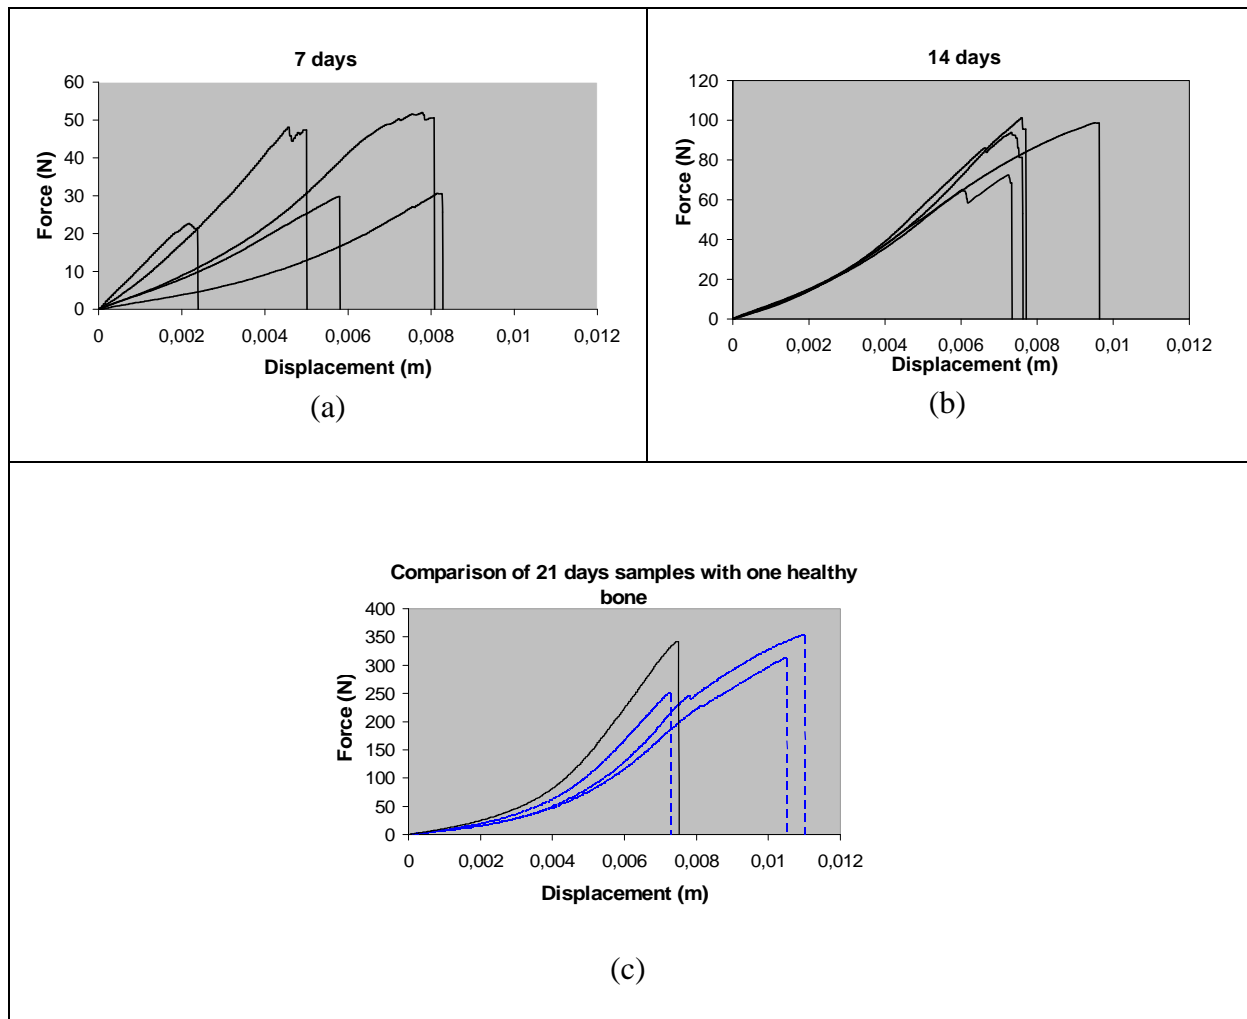 7 days
60
50
40
30
20
10
0
Force (N)
0 0,002 0,004 0,006 0,008 0,01 0,012
Displacement (m)
(a)
14 days
120
100
80
60
40
20
0
Force (N)
0 0,002 0,004 0,006 0,008 0,01 0,012
Displacement (m)
(b)
Comparison of 21 days samples with one healthy
bone
400
350
300
250
200
150
100
50
0
Force (N)
0 0,002 0,004 0,006 0,008 0,01 0,012
Displacement (m)
(c)